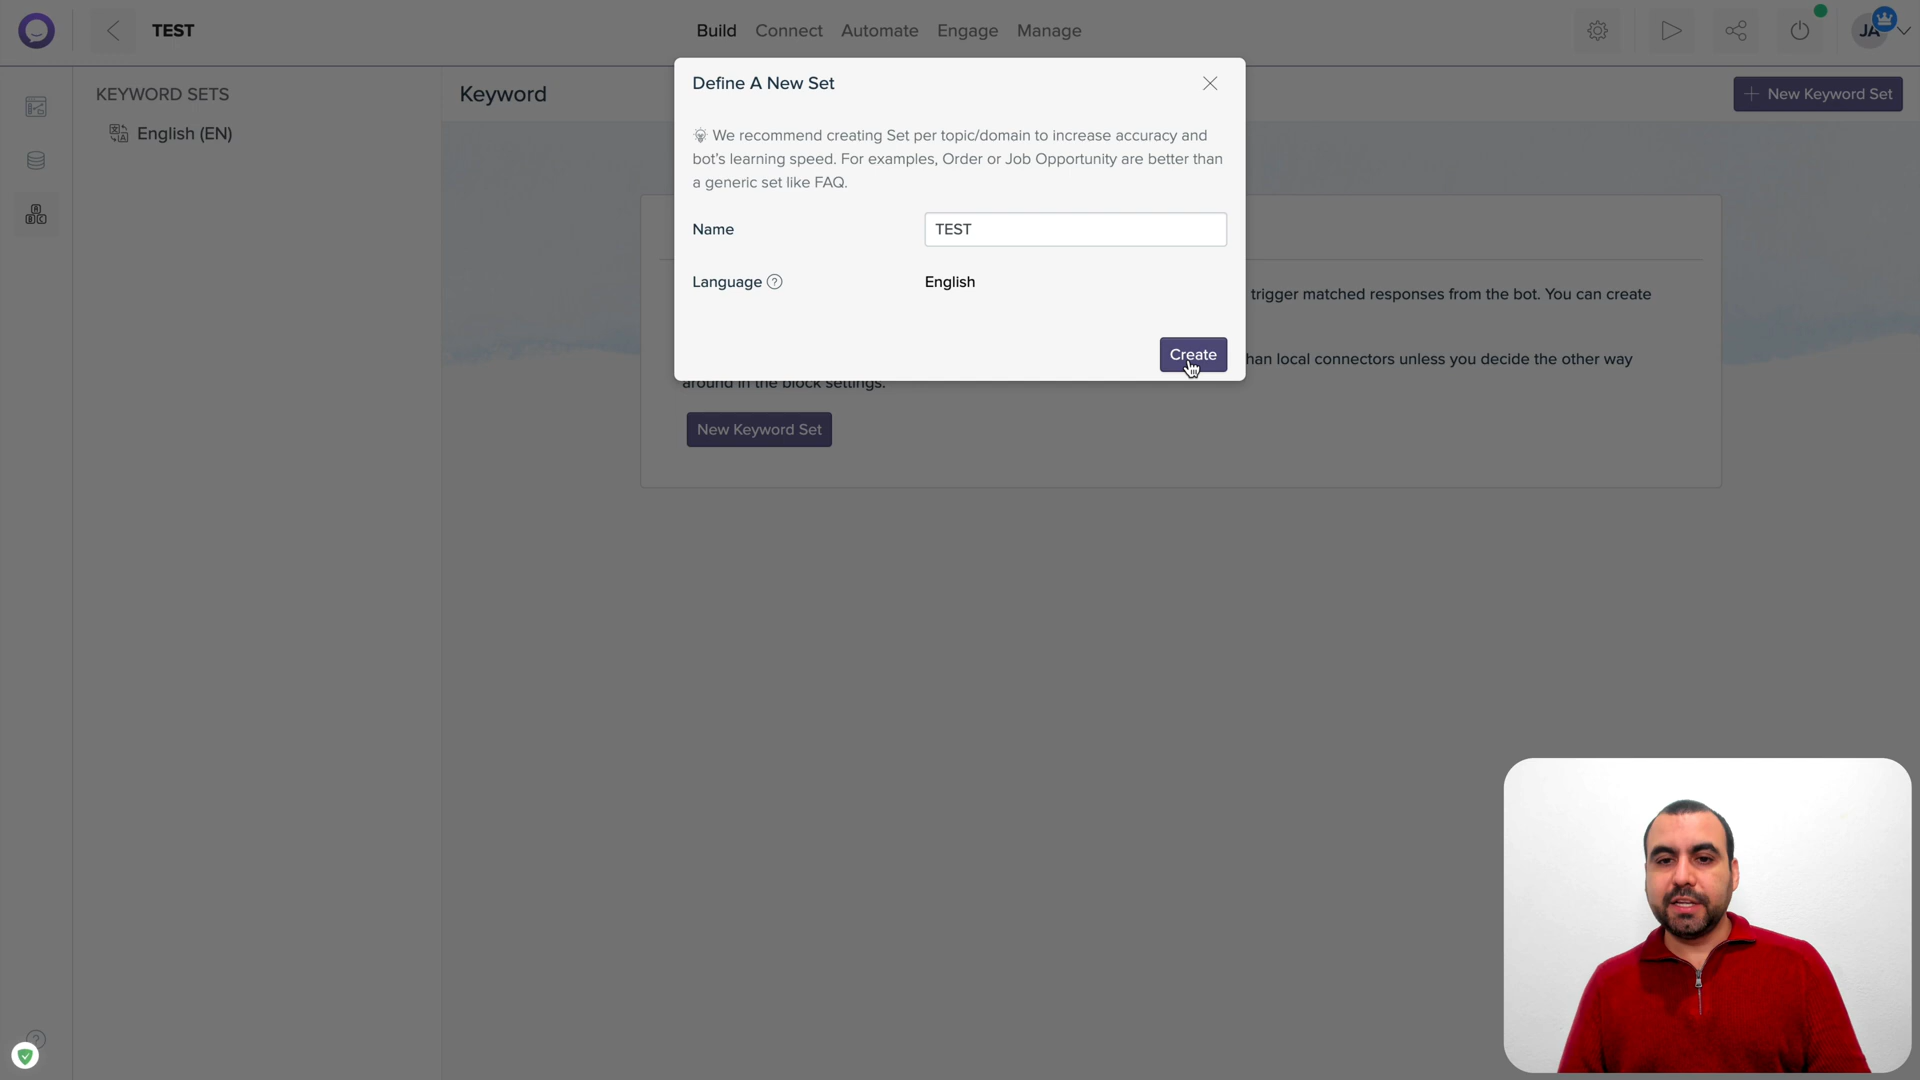 TEST
Build Connect Automate Engage Manage
JA
KEYWORD SETS
English (EN)
Keyword
New Keyword Set
Define A New Set
We recommend creating Set per topic/domain to increase accuracy and
bot's learning speed. For examples, Order or Job Opportunity are better than
a generic set like FAQ.
Name
TEST
Language ?
English
Create
trigger matched responses from the bot. You can create
han local connectors unless you decide the other way
around in the block settings.
New Keyword Set
?